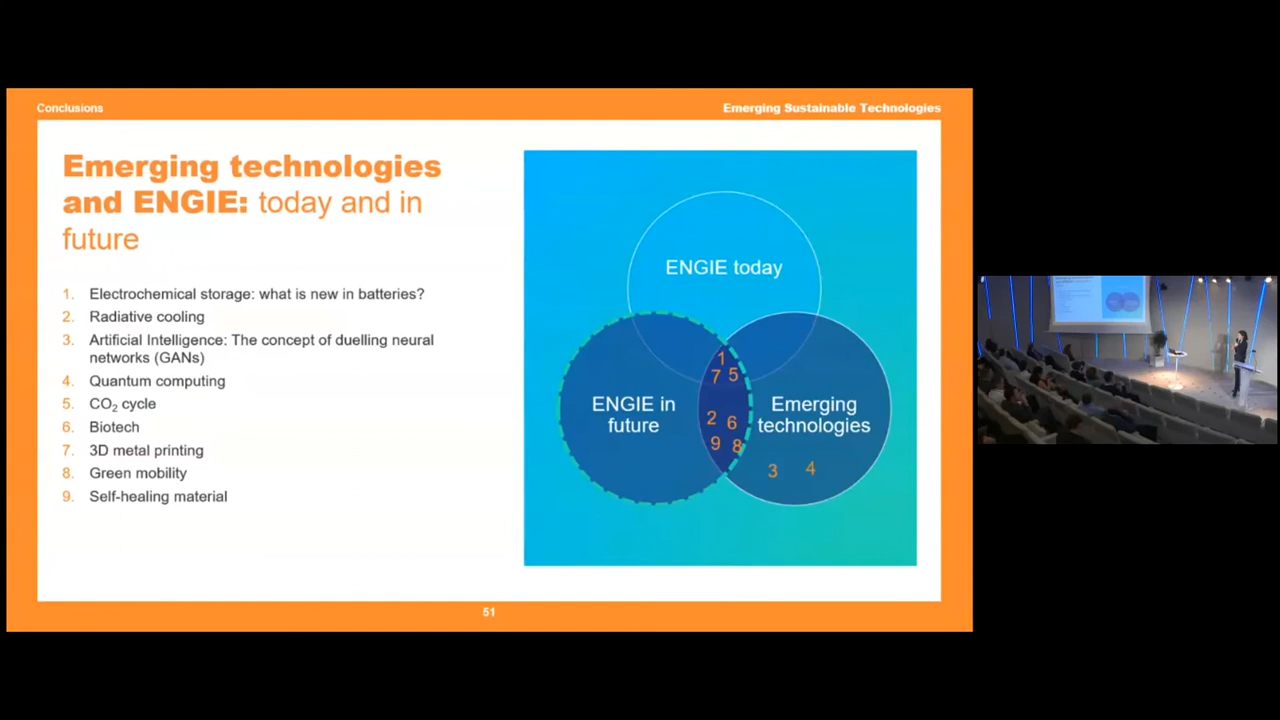 Conclusions
Emerging Sustainable Technologies
Emerging technologies
and ENGIE: today and in
future
1. Electrochemical storage: what is new in batteries?
2. Radiative cooling
3. Artificial Intelligence: The concept of duelling neural
networks (GANs)
4. Quantum computing
5. CO₂ cycle
6. Biotech
7. 3D metal printing
8. Green mobility
9. Self-healing material
ENGIE today
1
7 5
ENGIE in
future
2 6
9 8
Emerging
technologies
3 4
51